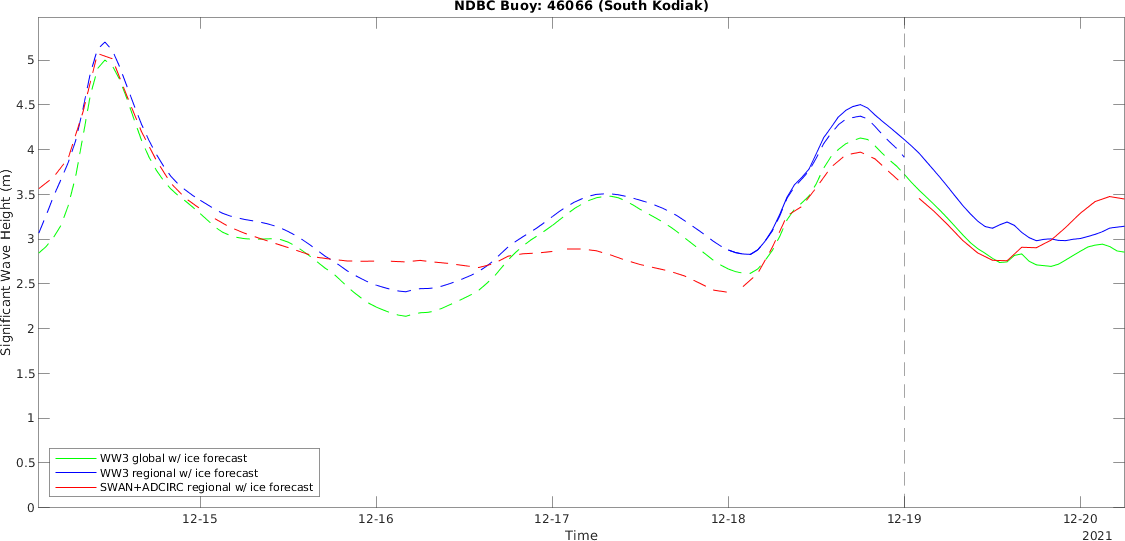 NDBC Buoy: 46066 (South Kodiak)
Significant Wave Height (m)
5
4.5
4
3.5
3
2.5
2
1.5
1
0.5
0
WW3 global w/ ice forecast
WW3 regional w/ ice forecast
SWAN+ADCIRC regional w/ ice forecast
12-15 12-16 12-17 12-18 12-19 12-20
Time
2021